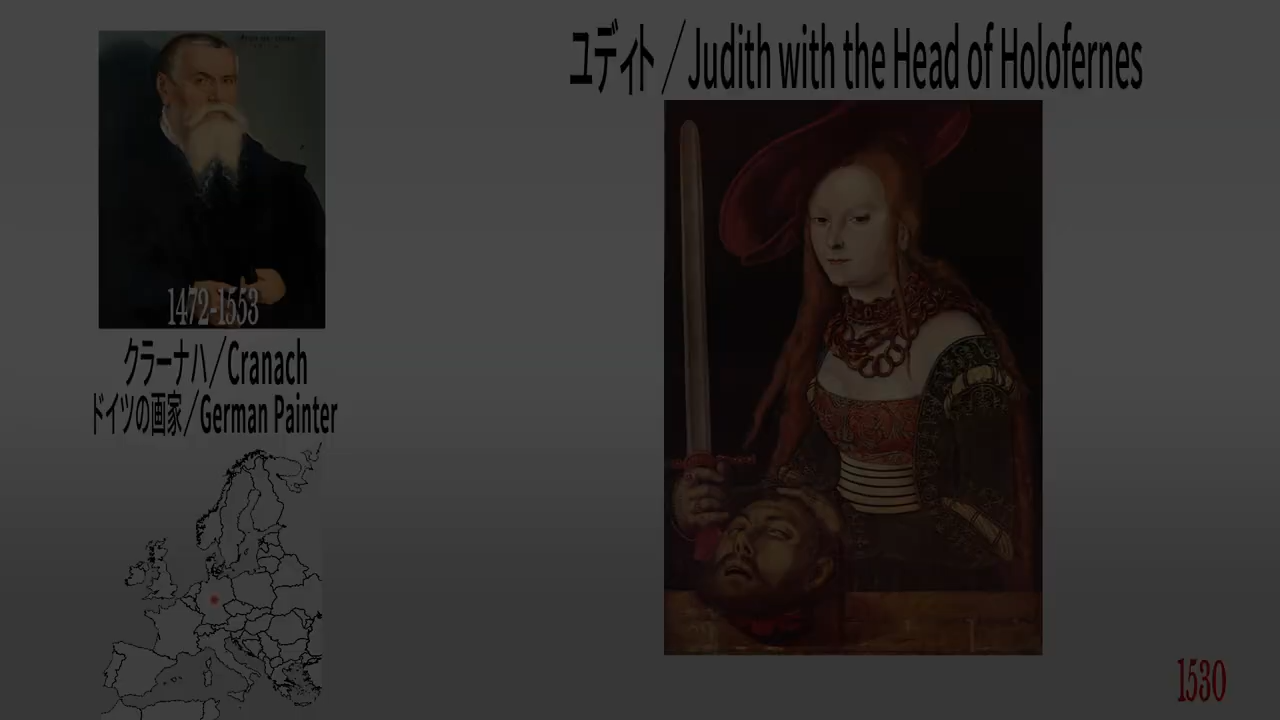 ユディト／Judith with the Head of Holofernes
1472-1553
クラーナハ／Cranach
ドイツの画家／German Painter
1530